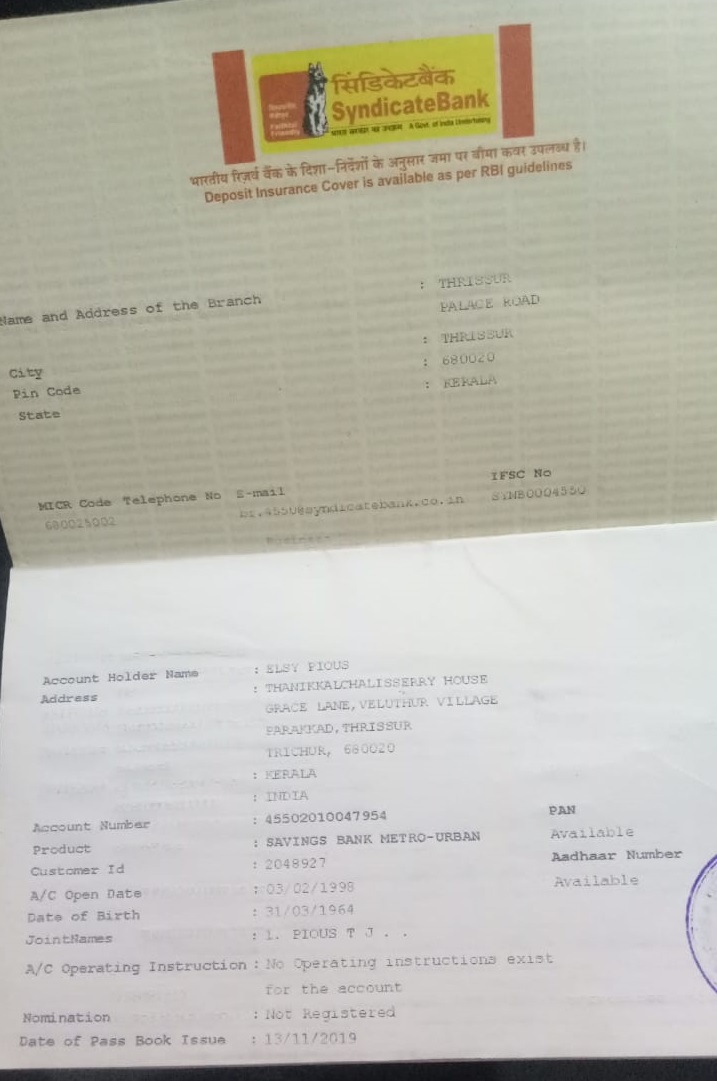 सिंडिकेटबैंक
SyndicateBank
भारत सरकार का उपक्रम A Govt. of India Undertaking
Faithful Friendly
भारतीय रिज़र्व बैंक के दिशा-निर्देशों के अनुसार जमा पर बीमा कवर उपलब्ध है।
Deposit Insurance Cover is available as per RBI guidelines
Name and Address of the Branch : THRISSUR
PALACE ROAD
City : THRISSUR
Pin Code : 680020
State : KERALA
MICR Code Telephone No E-mail IFSC No
680025002 br.4550@syndicatebank.co.in SYNB0004550
Account Holder Name : ELSY PIOUS
Address : THANIKKALCHALISSERRY HOUSE
GRACE LANE,VELUTHUR VILLAGE
PARAKKAD,THRISSUR
TRICHUR, 680020
: KERALA
: INDIA
Account Number : 45502010047954 PAN
Product : SAVINGS BANK METRO-URBAN Available
Customer Id : 2048927 Aadhaar Number
A/C Open Date : 03/02/1998 Available
Date of Birth : 31/03/1964
JointNames : 1. PIOUS T J . .
A/C Operating Instruction : No Operating instructions exist
for the account
Nomination : Not Registered
Date of Pass Book Issue : 13/11/2019